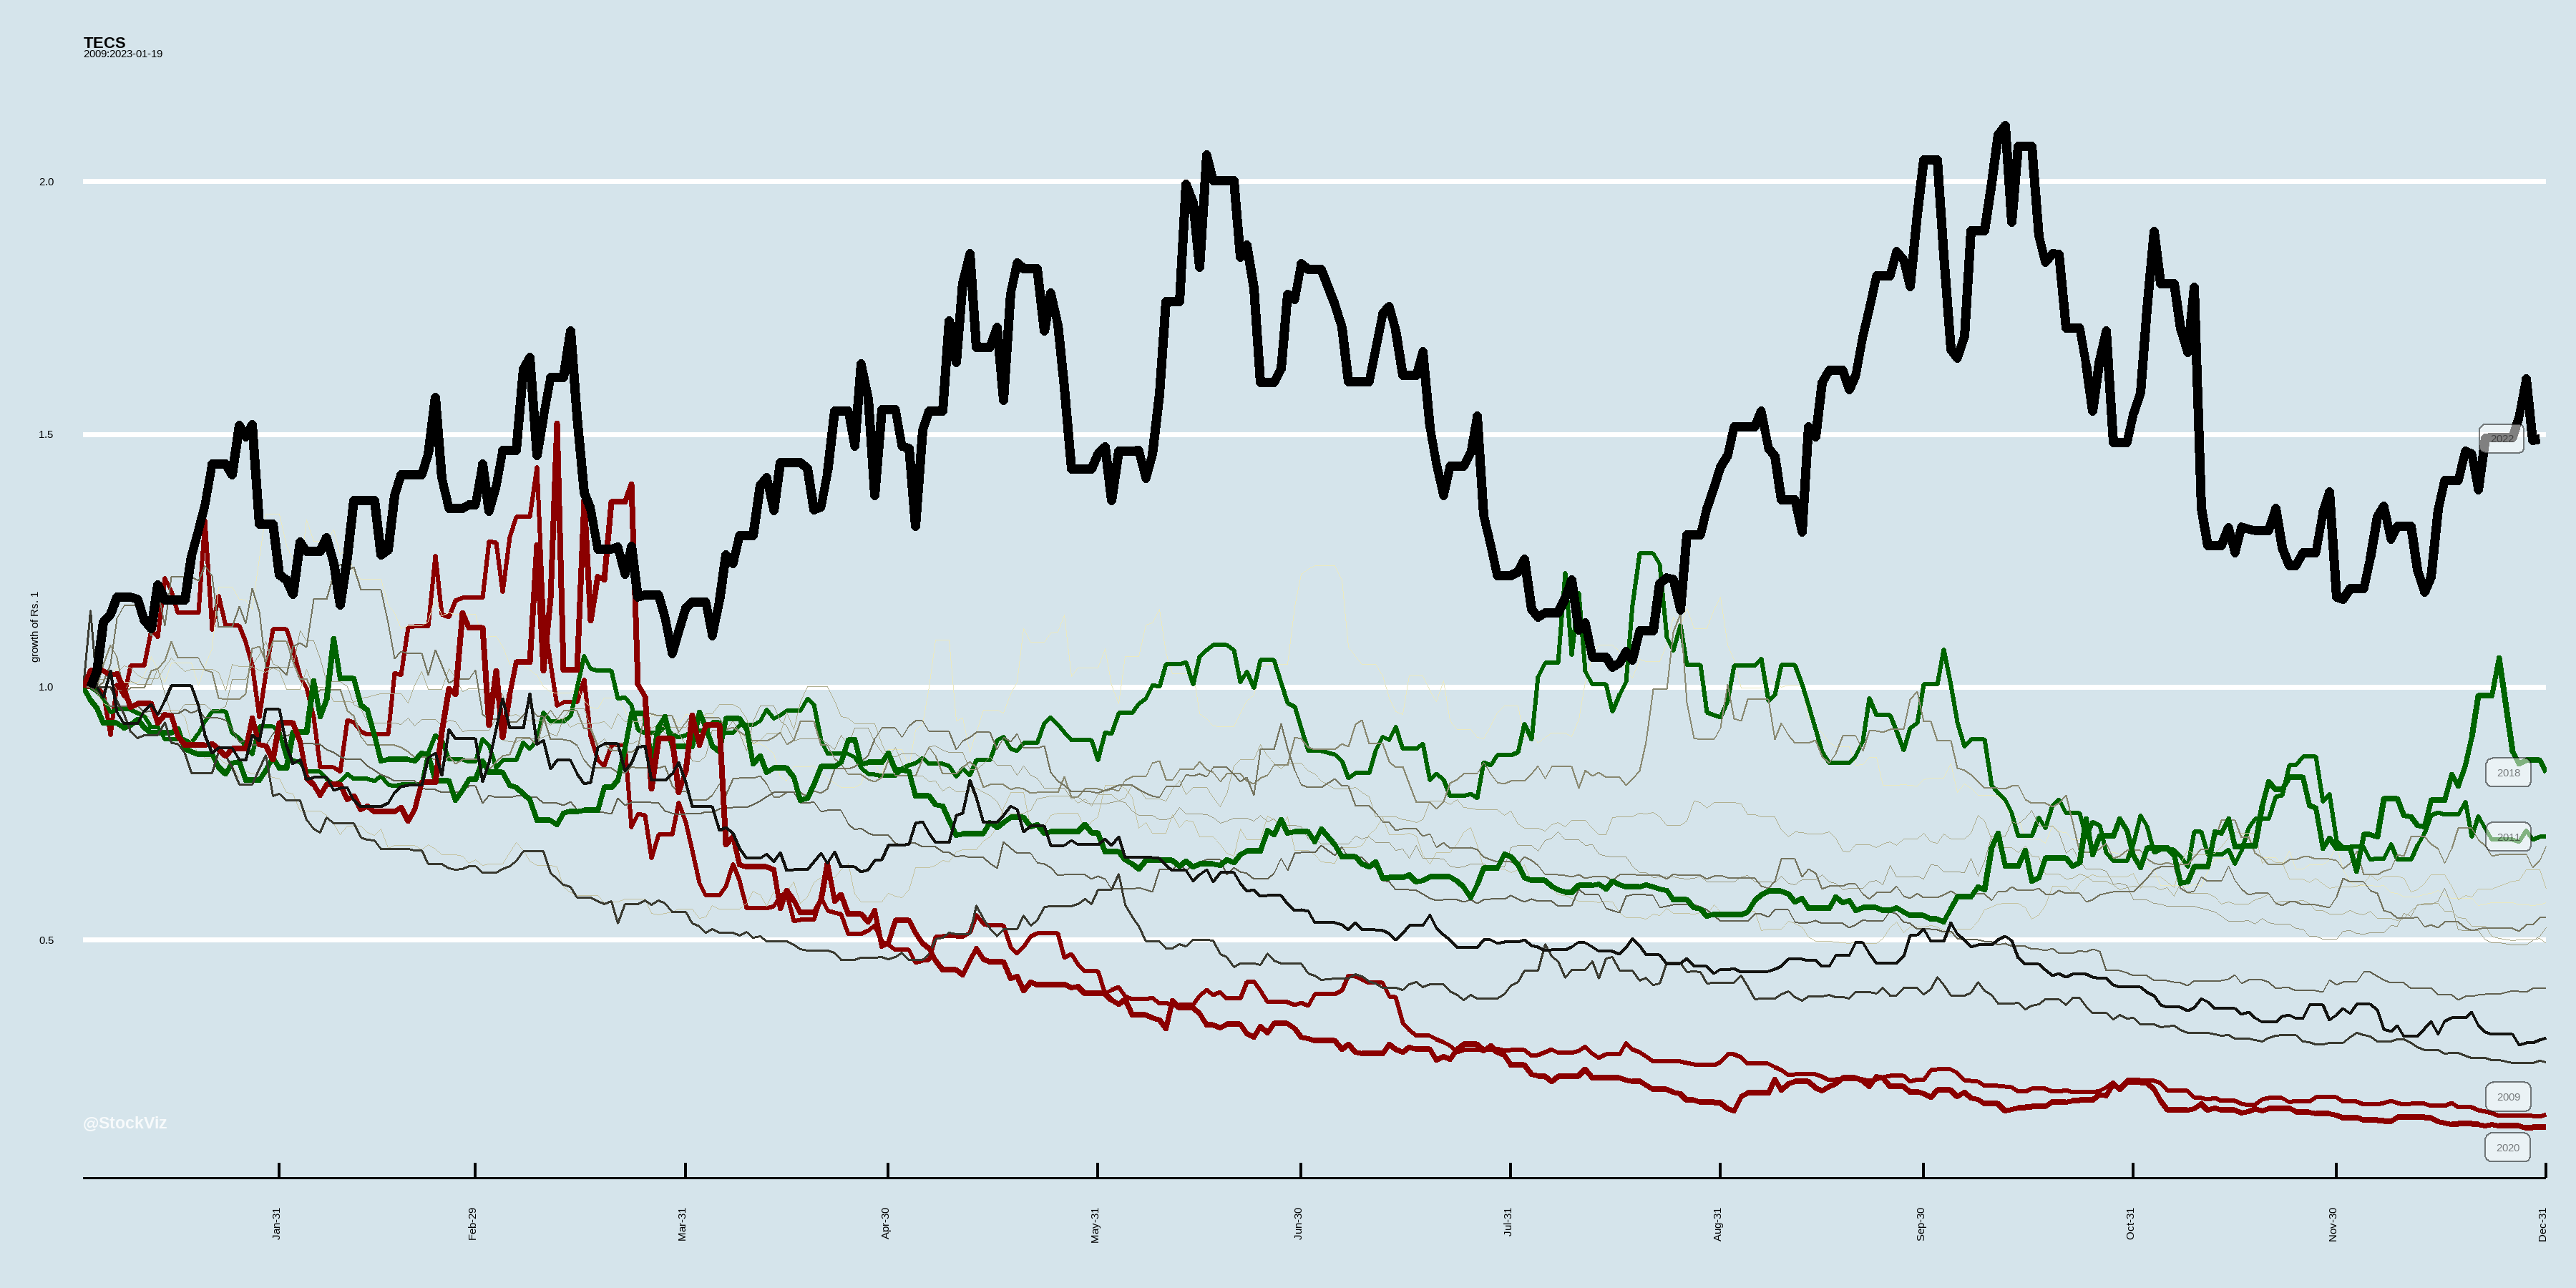 TECS
2009:2023-01-19
2.0
1.5
1.0
0.5
growth of Rs. 1
2022
2018
2011
2009
2020
@StockViz
Jan-31
Feb-29
Mar-31
Apr-30
May-31
Jun-30
Jul-31
Aug-31
Sep-30
Oct-31
Nov-30
Dec-31